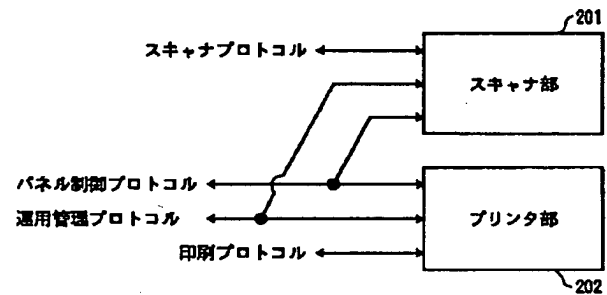 201
スキャナプロトコル
スキャナ部
パネル制御プロトコル
運用管理プロトコル
プリンタ部
印刷プロトコル
202